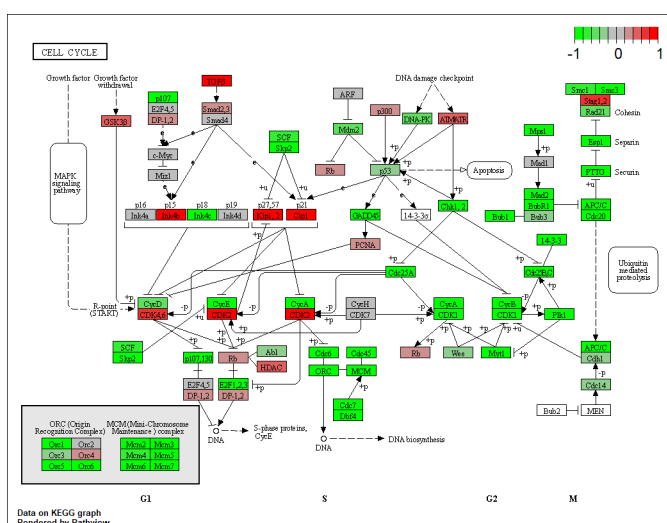 -1 0 1
CELL CYCLE
Growth factor
Growth factor
withdrawal
DNA damage checkpoint
TGFβ
GSK3β
p107
E2F4,5
DP-1,2
Smad2,3
Smad4
c-Myc
Miz1
SCF
Skp2
ARF
Mdm2
p300
DNA-PK
ATM/ATR
Rb
p53
Apoptosis
Smc1
Smc3
Stag1,2
Rad21
Cohesin
Mps1
Mad1
Esp1
Separin
PTTG
Securin
Mad2
BubR1
Bub3
Bub1
APC/C
Cdc20
MAPK
signaling
pathway
p16
p15
p18
p19
p27,57
p21
Ink4a
Ink4b
Ink4c
Ink4d
Kip1,2
Cip1
GADD45
14-3-3σ
Chk1,2
PCNA
14-3-3
Cdc25A
Cdc25B,C
Ubiquitin
mediated
proteolysis
R-point
(START)
CycD
CDK4,6
CycE
CDK2
CycA
CDK2
CycH
CDK7
CycA
CDK1
CycB
CDK1
Plk1
SCF
Skp2
p107,130
Rb
Abl
HDAC
Cdc6
Cdc45
ORC
MCM
Rb
Wee
Myt1
APC/C
Cdh1
E2F4,5
DP-1,2
E2F1,2,3
DP-1,2
Cdc7
Dbf4
Cdc14
Bub2
MEN
DNA
S-phase proteins,
CycE
DNA
DNA biosynthesis
ORC (Origin
Recognition Complex)
MCM (Mini-Chromosome
Maintenance) complex
Orc1 Orc2 Mcm2 Mcm3
Orc3 Orc4 Mcm4 Mcm5
Orc5 Orc6 Mcm6 Mcm7
G1 S G2 M
Data on KEGG graph
Rendered by Pathview